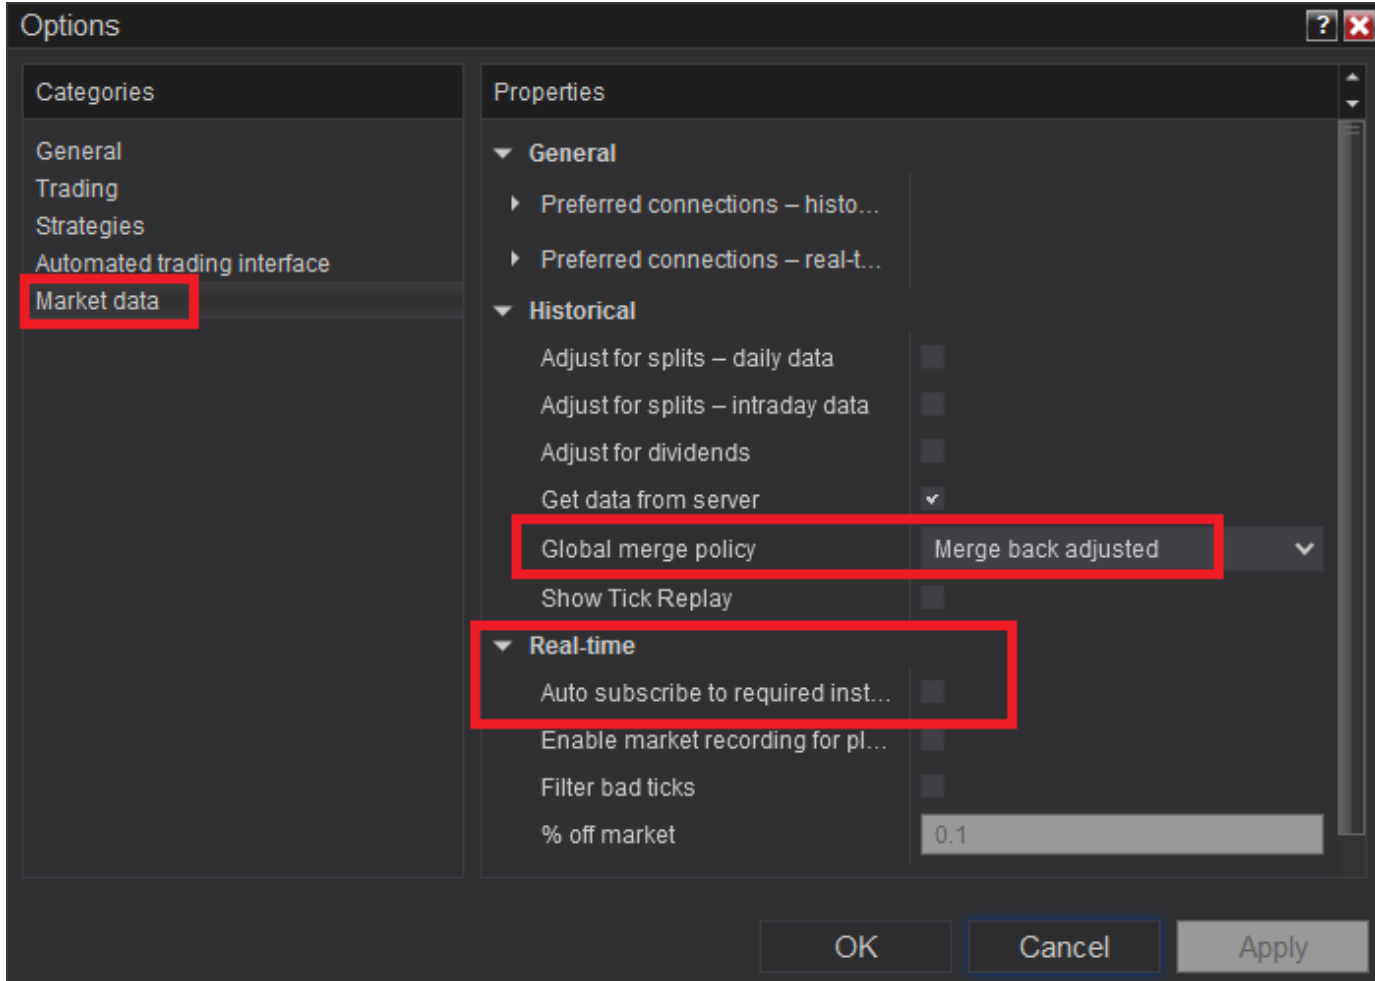 Options
?
Categories
Properties
General
Trading
Strategies
Automated trading interface
Market data
General
Preferred connections – histo...
Preferred connections – real-t...
Historical
Adjust for splits – daily data
Adjust for splits – intraday data
Adjust for dividends
Get data from server
Global merge policy Merge back adjusted
Show Tick Replay
Real-time
Auto subscribe to required inst...
Enable market recording for pl...
Filter bad ticks
% off market 0.1
OK Cancel Apply